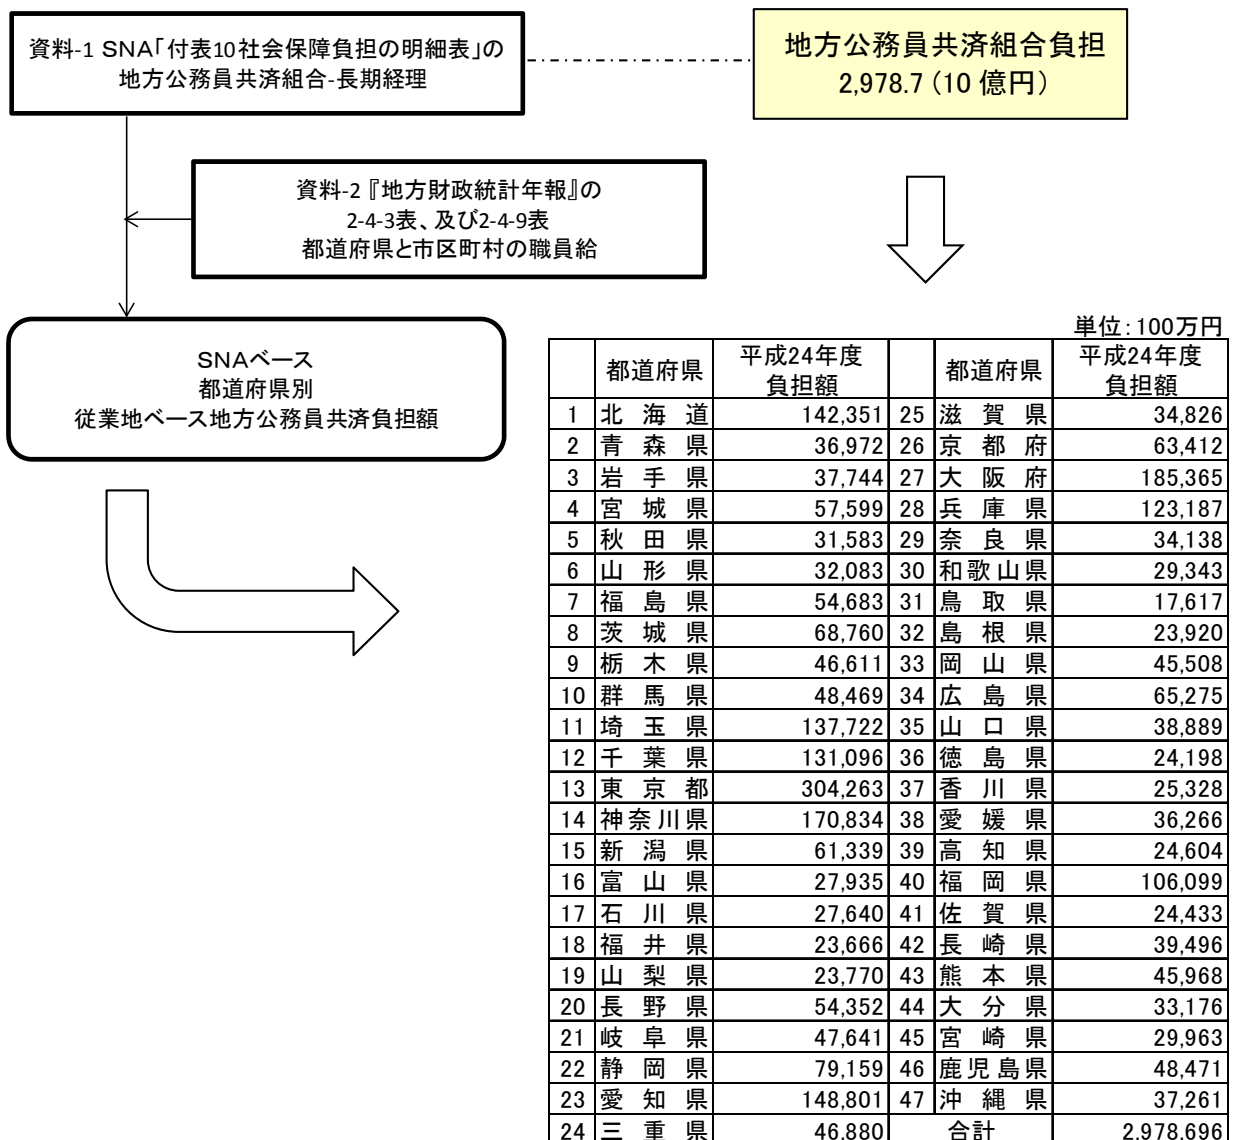 資料-1 SNA「付表10社会保障負担の明細表」の
地方公務員共済組合-長期経理
地方公務員共済組合負担
2,978.7（10 億円）
資料-2『地方財政統計年報』の
2-4-3表、及び2-4-9表
都道府県と市区町村の職員給
SNAベース
都道府県別
従業地ベース地方公務員共済負担額
単位：100万円
都道府県 平成24年度 負担額 都道府県 平成24年度 負担額
1 北海道 142,351 25 滋賀県 34,826
2 青森県 36,972 26 京都府 63,412
3 岩手県 37,744 27 大阪府 185,365
4 宮城県 57,599 28 兵庫県 123,187
5 秋田県 31,583 29 奈良県 34,138
6 山形県 32,083 30 和歌山県 29,343
7 福島県 54,683 31 鳥取県 17,617
8 茨城県 68,760 32 島根県 23,920
9 栃木県 46,611 33 岡山県 45,508
10 群馬県 48,469 34 広島県 65,275
11 埼玉県 137,722 35 山口県 38,889
12 千葉県 131,096 36 徳島県 24,198
13 東京都 304,263 37 香川県 25,328
14 神奈川県 170,834 38 愛媛県 36,266
15 新潟県 61,339 39 高知県 24,604
16 富山県 27,935 40 福岡県 106,099
17 石川県 27,640 41 佐賀県 24,433
18 福井県 23,666 42 長崎県 39,496
19 山梨県 23,770 43 熊本県 45,968
20 長野県 54,352 44 大分県 33,176
21 岐阜県 47,641 45 宮崎県 29,963
22 静岡県 79,159 46 鹿児島県 48,471
23 愛知県 148,801 47 沖縄県 37,261
24 三重県 46,880 合計 2,978,696